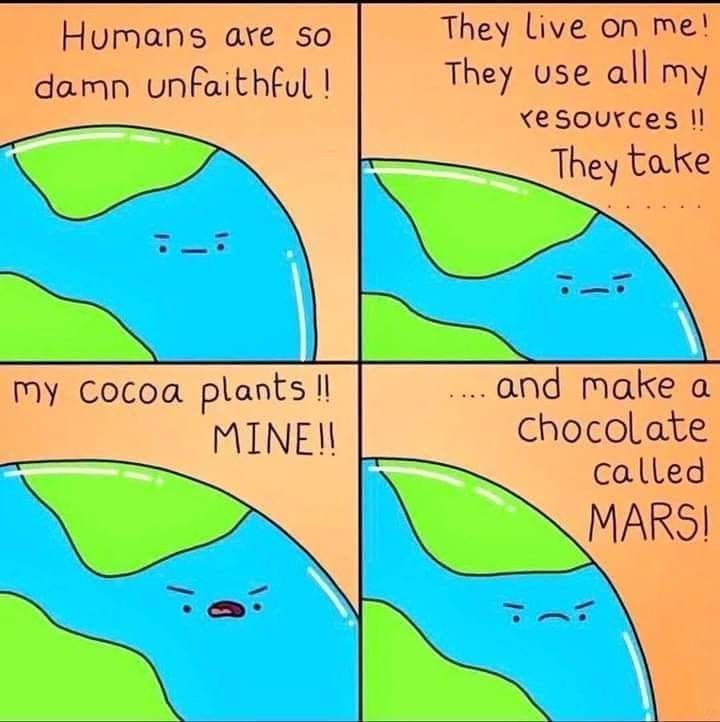 Humans are so
damn unfaithful!
They live on me!
They use all my
resources !!
They take
. . . . . .
my cocoa plants !!
MINE!!
.... and make a
chocolate
called
MARS!